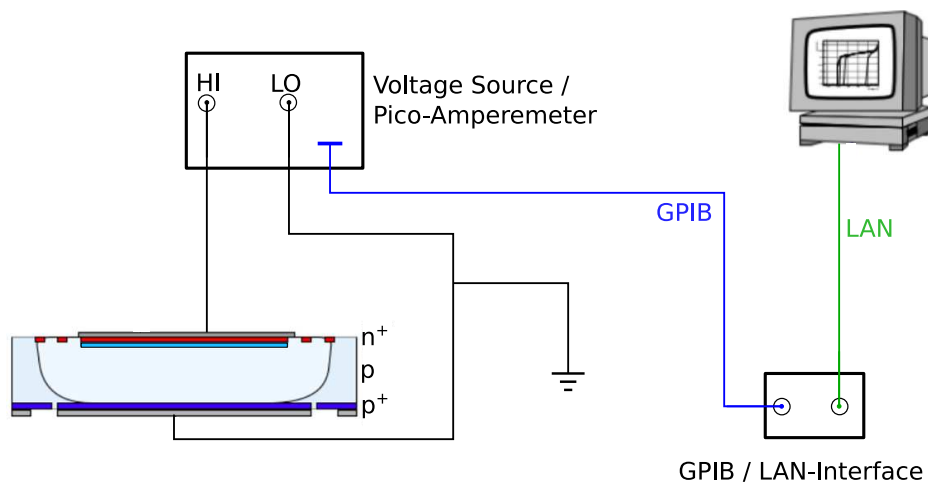 HI LO
Voltage Source /
Pico-Amperemeter
GPIB
LAN
n+
p
p+
GPIB / LAN-Interface